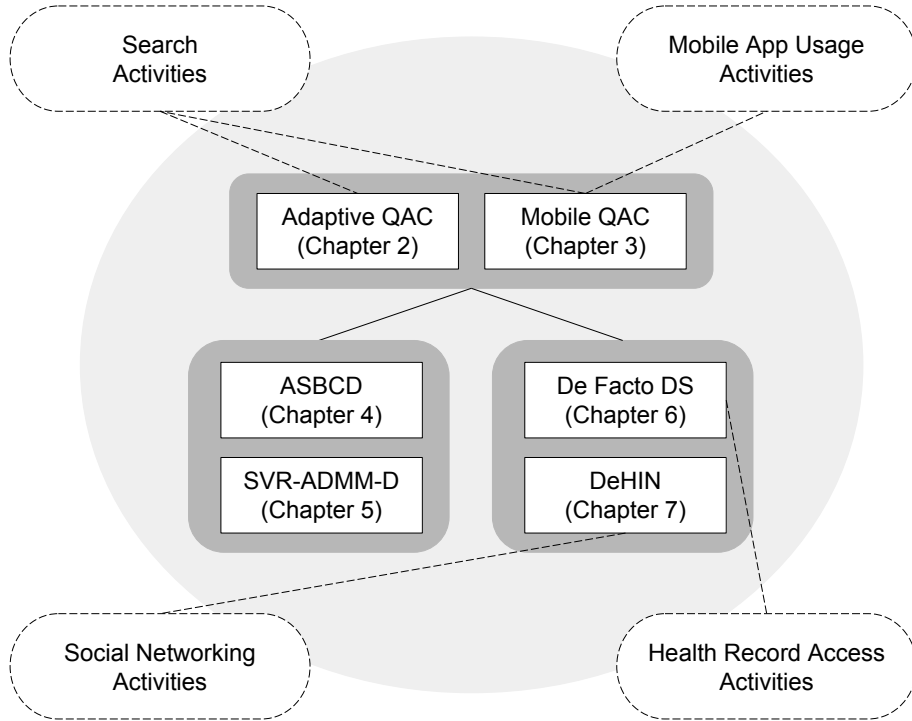 Search
Activities
Mobile App Usage
Activities
Adaptive QAC
(Chapter 2)
Mobile QAC
(Chapter 3)
ASBCD
(Chapter 4)
De Facto DS
(Chapter 6)
SVR-ADMM-D
(Chapter 5)
DeHIN
(Chapter 7)
Social Networking
Activities
Health Record Access
Activities